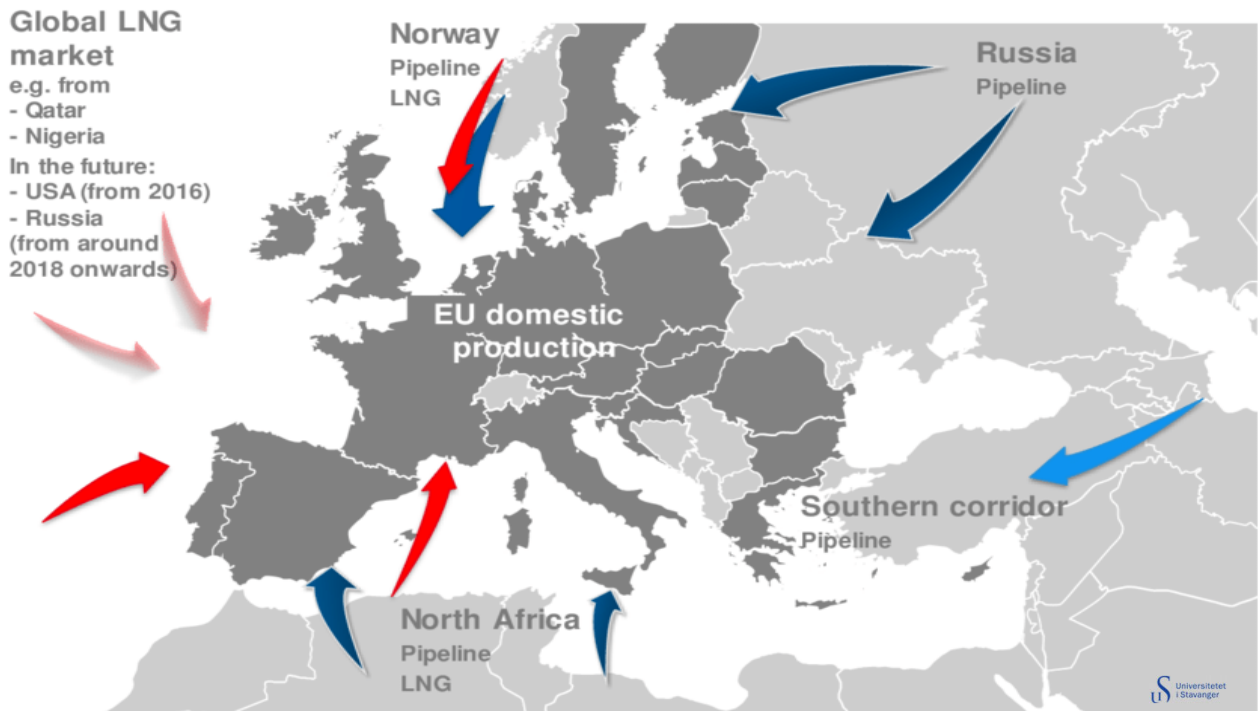 Global LNG
market
e.g. from
- Qatar
- Nigeria
In the future:
- USA (from 2016)
- Russia
(from around
2018 onwards)
Norway
Pipeline
LNG
Russia
Pipeline
EU domestic
production
Southern corridor
Pipeline
North Africa
Pipeline
LNG
Universitetet
i Stavanger